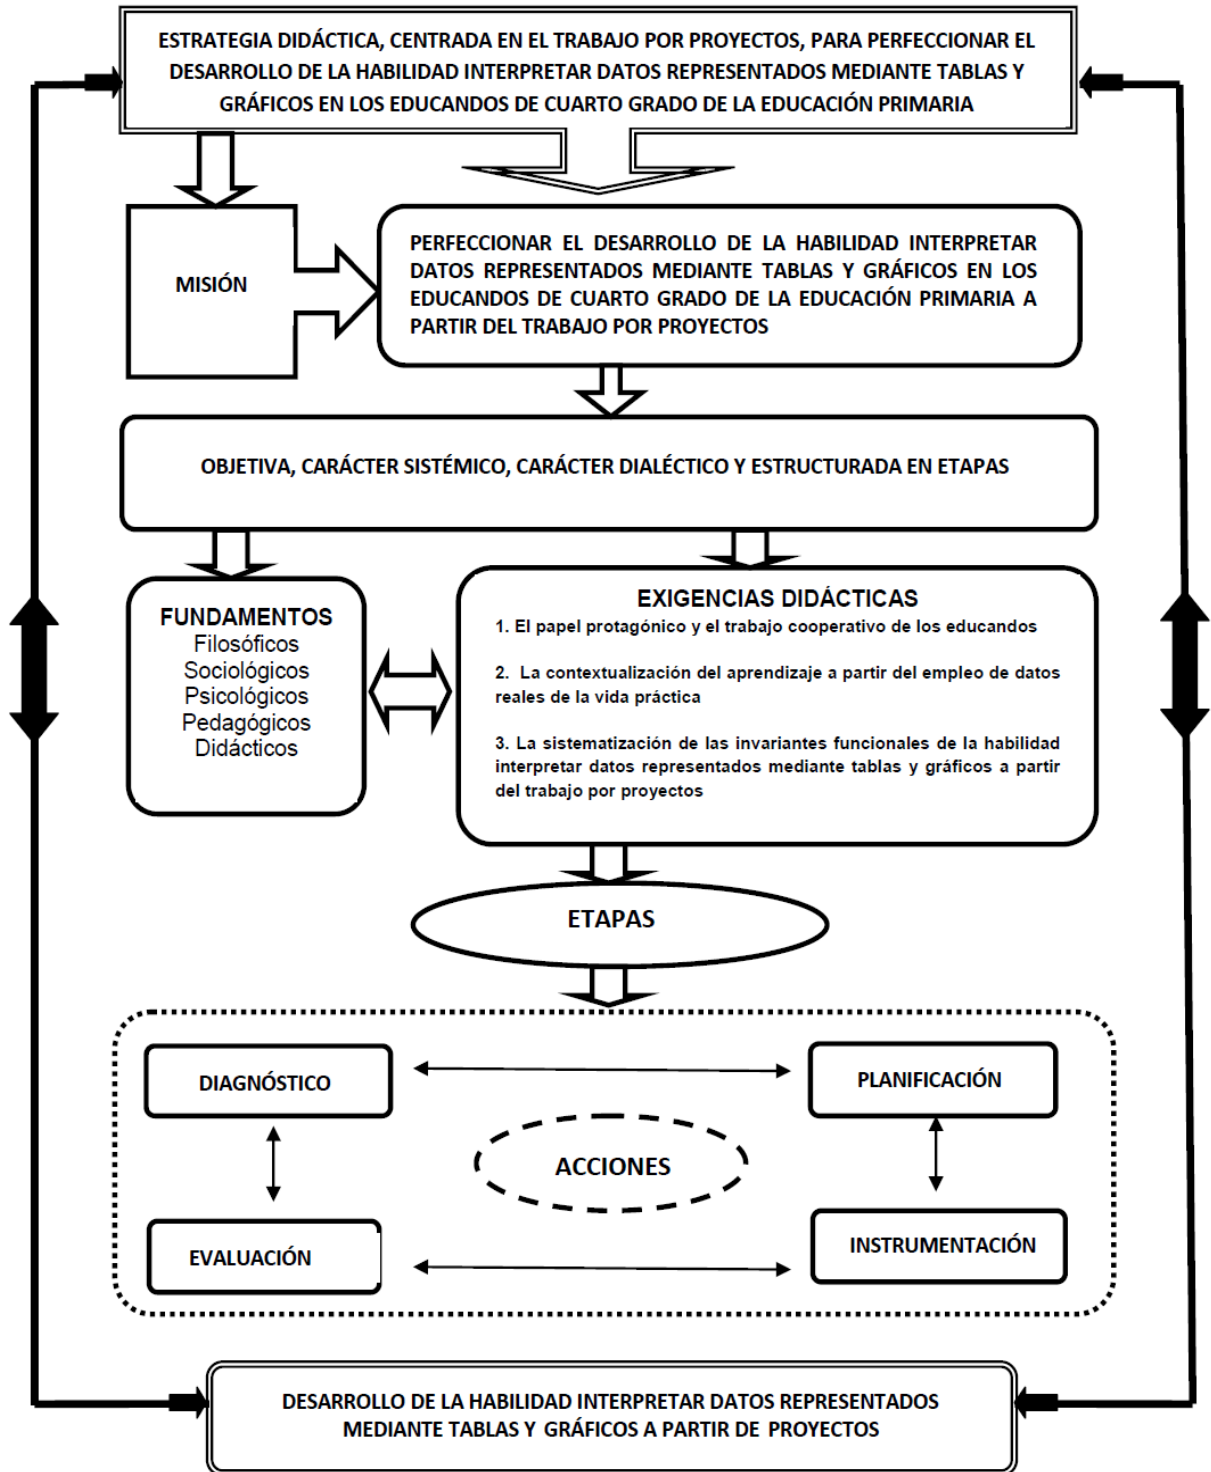 ESTRATEGIA DIDÁCTICA, CENTRADA EN EL TRABAJO POR PROYECTOS, PARA PERFECCIONAR EL
DESARROLLO DE LA HABILIDAD INTERPRETAR DATOS REPRESENTADOS MEDIANTE TABLAS Y
GRÁFICOS EN LOS EDUCANDOS DE CUARTO GRADO DE LA EDUCACIÓN PRIMARIA
MISIÓN
PERFECCIONAR EL DESARROLLO DE LA HABILIDAD INTERPRETAR
DATOS REPRESENTADOS MEDIANTE TABLAS Y GRÁFICOS EN LOS
EDUCANDOS DE CUARTO GRADO DE LA EDUCACIÓN PRIMARIA A
PARTIR DEL TRABAJO POR PROYECTOS
OBJETIVA, CARÁCTER SISTÉMICO, CARÁCTER DIALÉCTICO Y ESTRUCTURADA EN ETAPAS
FUNDAMENTOS
Filosóficos
Sociológicos
Psicológicos
Pedagógicos
Didácticos
EXIGENCIAS DIDÁCTICAS
1. El papel protagónico y el trabajo cooperativo de los educandos
2. La contextualización del aprendizaje a partir del empleo de datos
reales de la vida práctica
3. La sistematización de las invariantes funcionales de la habilidad
interpretar datos representados mediante tablas y gráficos a partir
del trabajo por proyectos
ETAPAS
DIAGNÓSTICO
PLANIFICACIÓN
ACCIONES
EVALUACIÓN
INSTRUMENTACIÓN
DESARROLLO DE LA HABILIDAD INTERPRETAR DATOS REPRESENTADOS
MEDIANTE TABLAS Y GRÁFICOS A PARTIR DE PROYECTOS